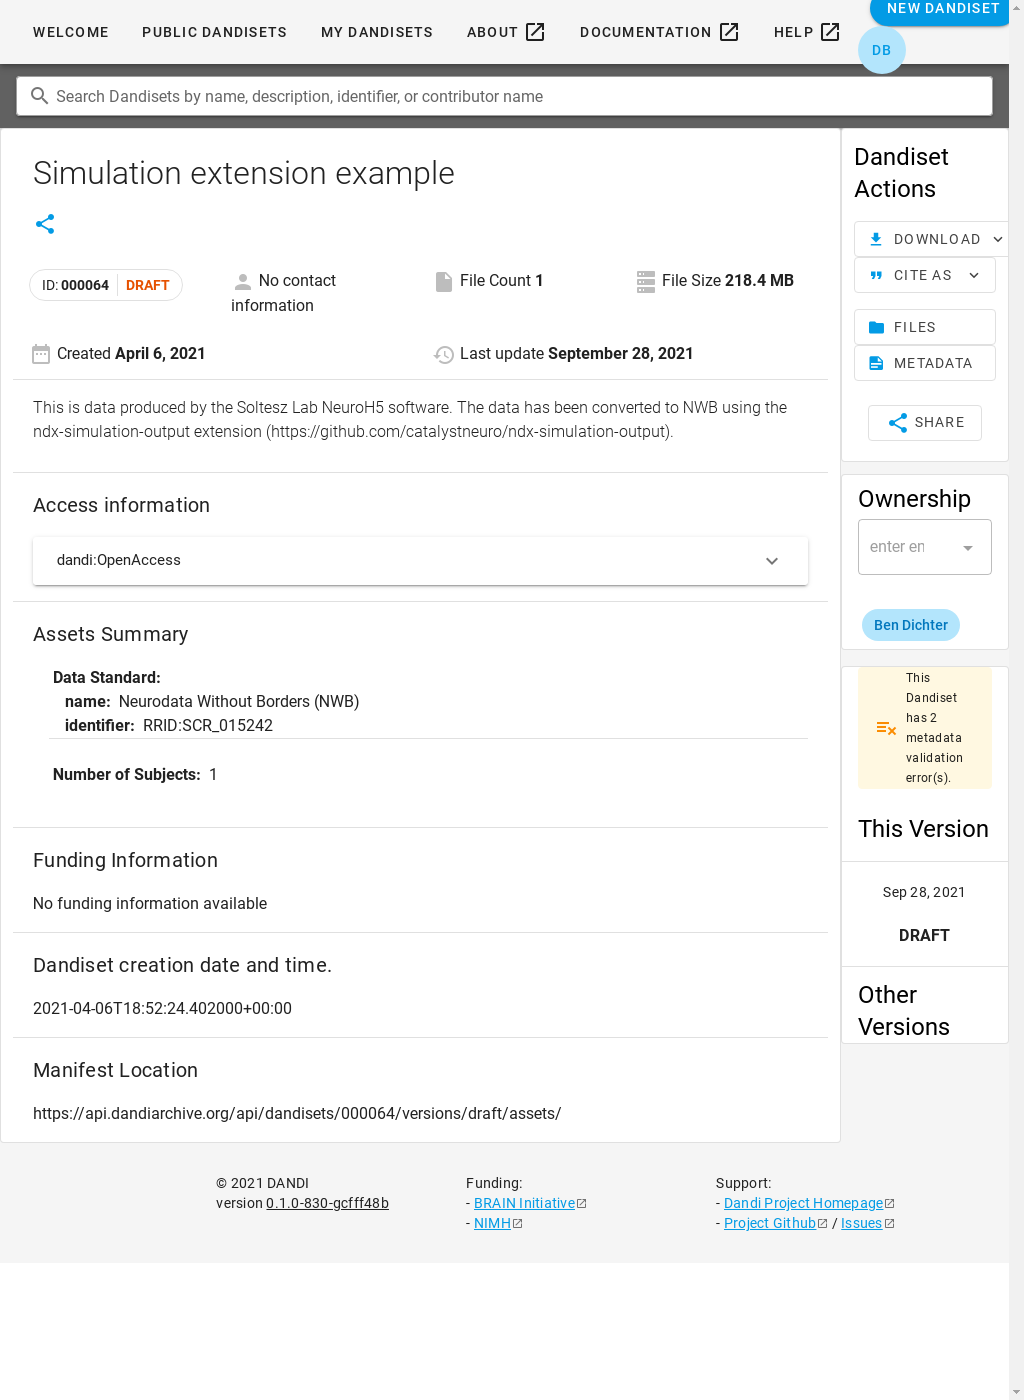 NEW DANDISET
WELCOME
PUBLIC DANDISETS
MY DANDISETS
ABOUT
DOCUMENTATION
HELP
DB
Search Dandisets by name, description, identifier, or contributor name
Simulation extension example
ID: 000064 DRAFT
No contact
information
File Count 1
File Size 218.4 MB
Created April 6, 2021
Last update September 28, 2021
This is data produced by the Soltesz Lab NeuroH5 software. The data has been converted to NWB using the
ndx-simulation-output extension (https://github.com/catalystneuro/ndx-simulation-output).
Access information
dandi:OpenAccess
Assets Summary
Data Standard:
name: Neurodata Without Borders (NWB)
identifier: RRID:SCR_015242
Number of Subjects: 1
Funding Information
No funding information available
Dandiset creation date and time.
2021-04-06T18:52:24.402000+00:00
Manifest Location
https://api.dandiarchive.org/api/dandisets/000064/versions/draft/assets/
Dandiset
Actions
DOWNLOAD
CITE AS
FILES
METADATA
SHARE
Ownership
enter en
Ben Dichter
This
Dandiset
has 2
metadata
validation
error(s).
This Version
Sep 28, 2021
DRAFT
Other
Versions
© 2021 DANDI
version 0.1.0-830-gcfff48b
Funding:
- BRAIN Initiative
- NIMH
Support:
- Dandi Project Homepage
- Project Github / Issues